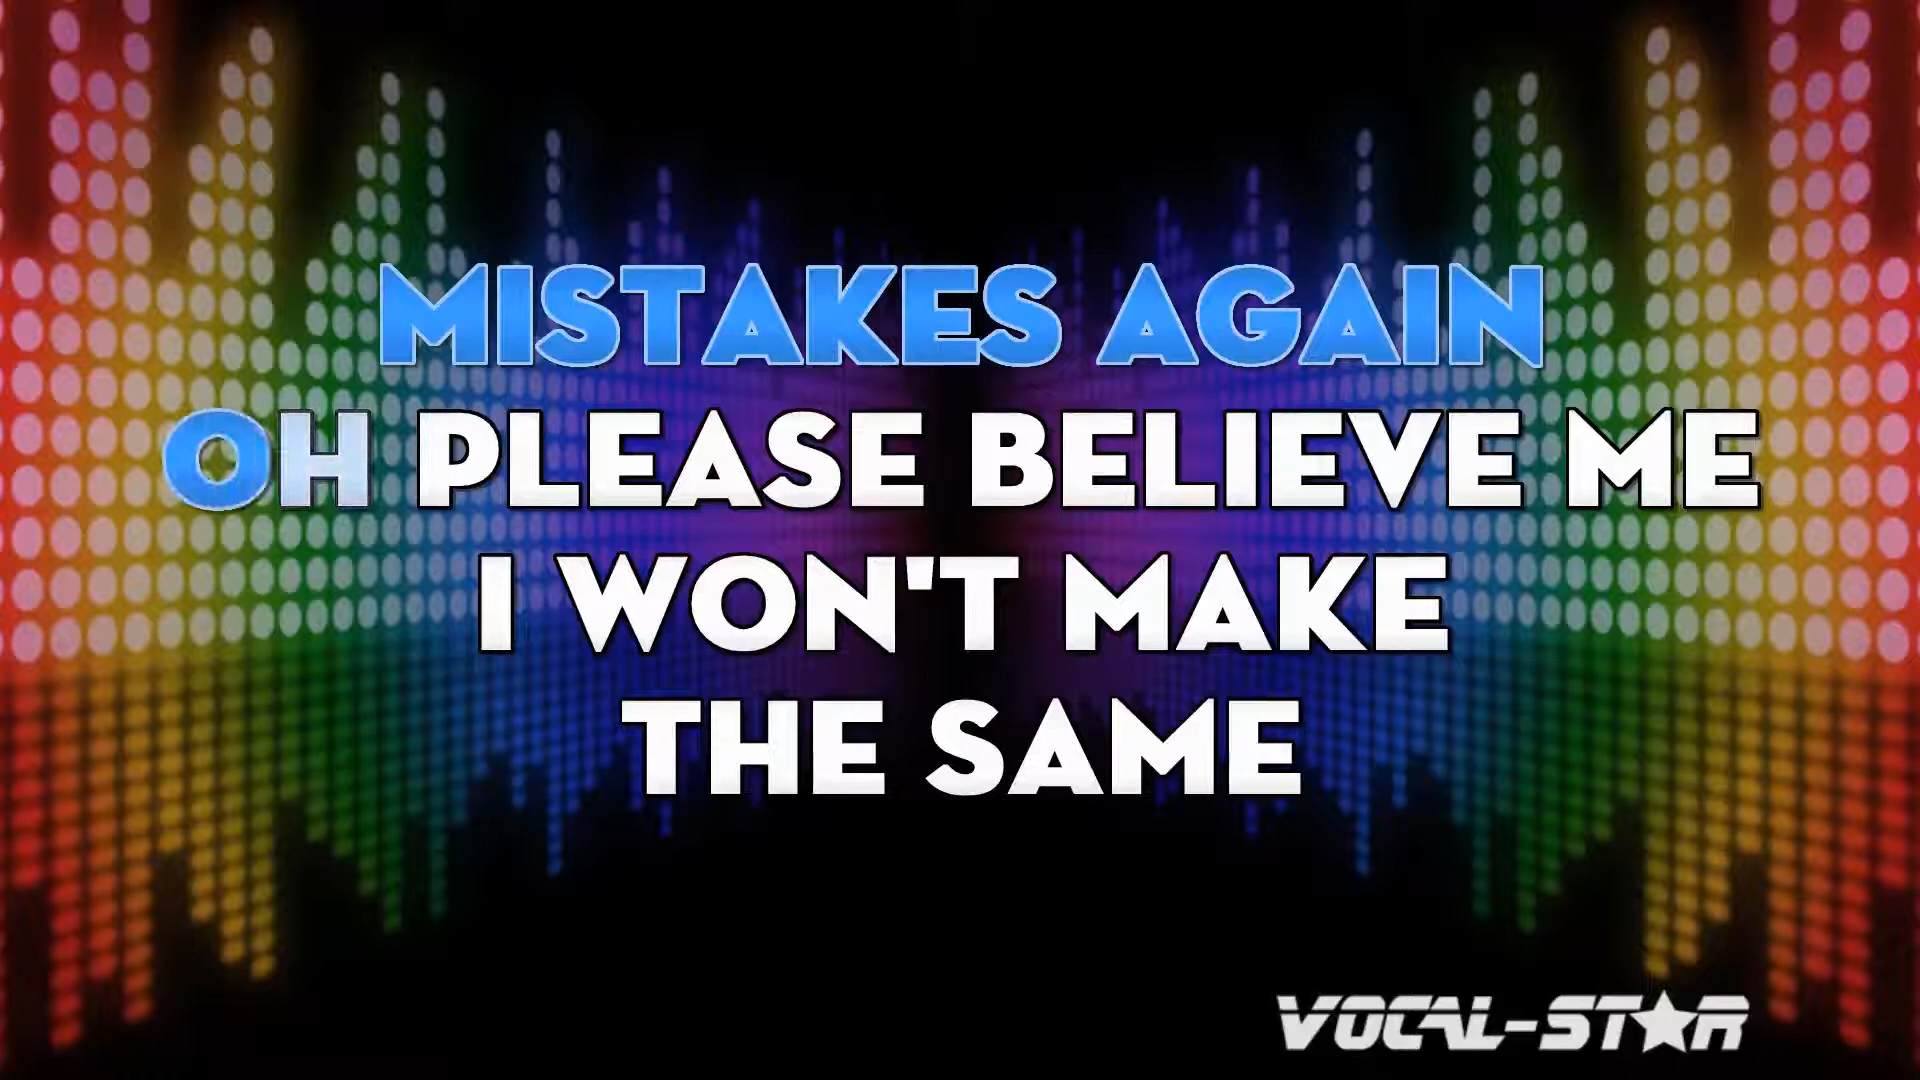 MISTAKES AGAIN
OH PLEASE BELIEVE ME
I WON'T MAKE
THE SAME
VOCAL-STAR